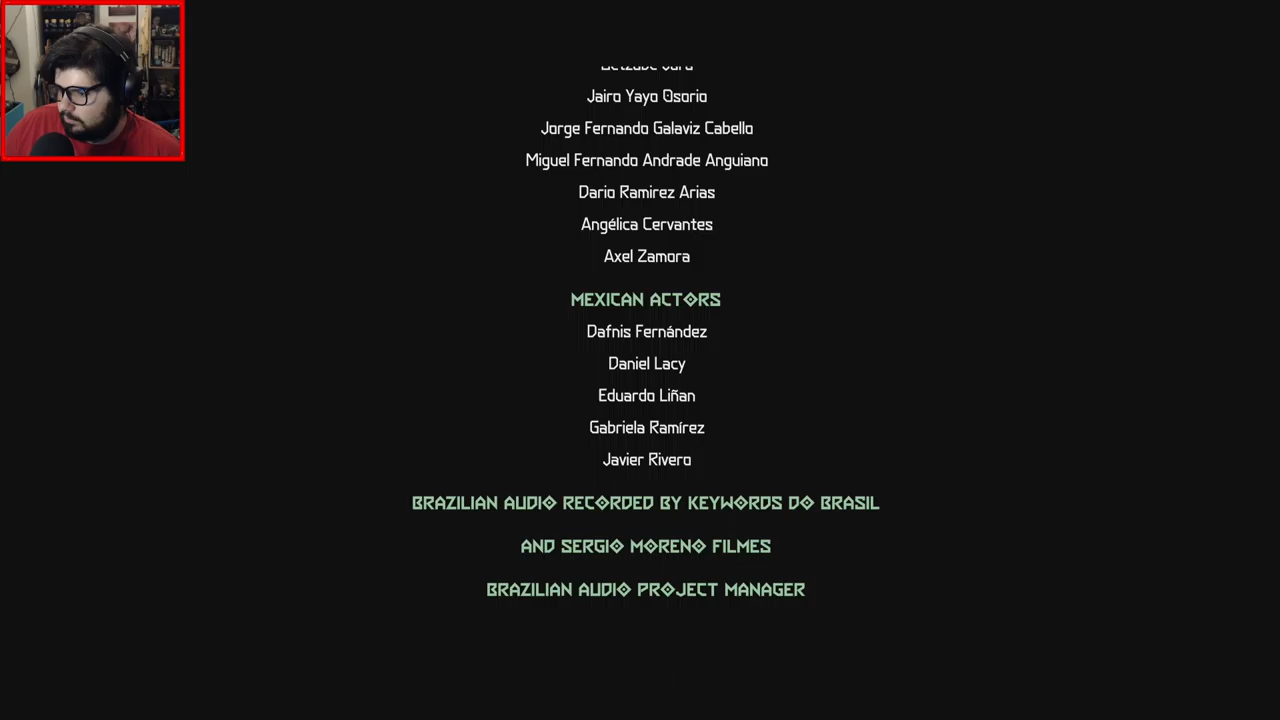 Jairo Yayo Osorio
Jorge Fernando Galaviz Cabello
Miguel Fernando Andrade Anguiano
Dario Ramirez Arias
Angélica Cervantes
Axel Zamora
MEXICAN ACTORS
Dafnis Fernández
Daniel Lacy
Eduardo Liñan
Gabriela Ramírez
Javier Rivero
BRAZILIAN AUDIO RECORDED BY KEYWORDS DO BRASIL
AND SERGIO MORENO FILMES
BRAZILIAN AUDIO PROJECT MANAGER